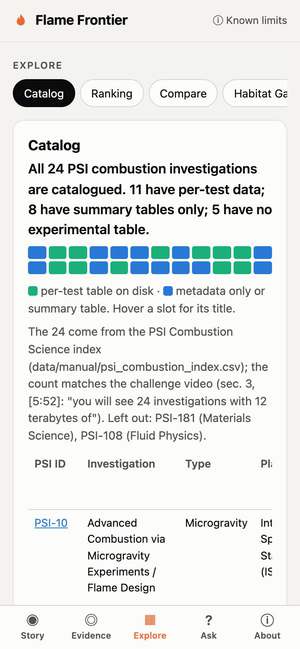 Flame Frontier
ⓘ Known limits
EXPLORE
Catalog
Ranking
Compare
Habitat Ga
Catalog
All 24 PSI combustion investigations
are catalogued. 11 have per-test data;
8 have summary tables only; 5 have no
experimental table.
per-test table on disk · metadata only or
summary table. Hover a slot for its title.
The 24 come from the PSI Combustion
Science index
(data/manual/psi_combustion_index.csv); the
count matches the challenge video (sec. 3,
[5:52]: "you will see 24 investigations with 12
terabytes of"). Left out: PSI-181 (Materials
Science), PSI-108 (Fluid Physics).
PSI ID Investigation Type Pla
PSI-10 Advanced Microgravity Int
Combustion via Sp
Microgravity Sta
Experiments / (IS
Flame Design
Story
Evidence
Explore
? Ask
About